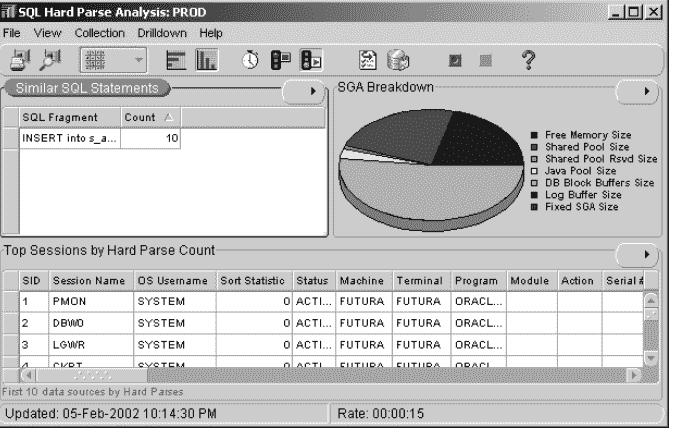 SQL Hard Parse Analysis: PROD
File View Collection Drilldown Help
Similar SQL Statements
SQL Fragment Count
INSERT into s_a... 10
SGA Breakdown
Free Memory Size
Shared Pool Size
Shared Pool Rsvd Size
Java Pool Size
DB Block Buffers Size
Log Buffer Size
Fixed SGA Size
Top Sessions by Hard Parse Count
SID Session Name OS Username Sort Statistic Status Machine Terminal Program Module Action Serial #
1 PMON SYSTEM 0 ACTI... FUTURA FUTURA ORACL...
2 DBW0 SYSTEM 0 ACTI... FUTURA FUTURA ORACL...
3 LGWR SYSTEM 0 ACTI... FUTURA FUTURA ORACL...
4 CKPT SYSTEM 0 ACTI... FUTURA FUTURA ORACL...
First 10 data sources by Hard Parses
Updated: 05-Feb-2002 10:14:30 PM Rate: 00:00:15